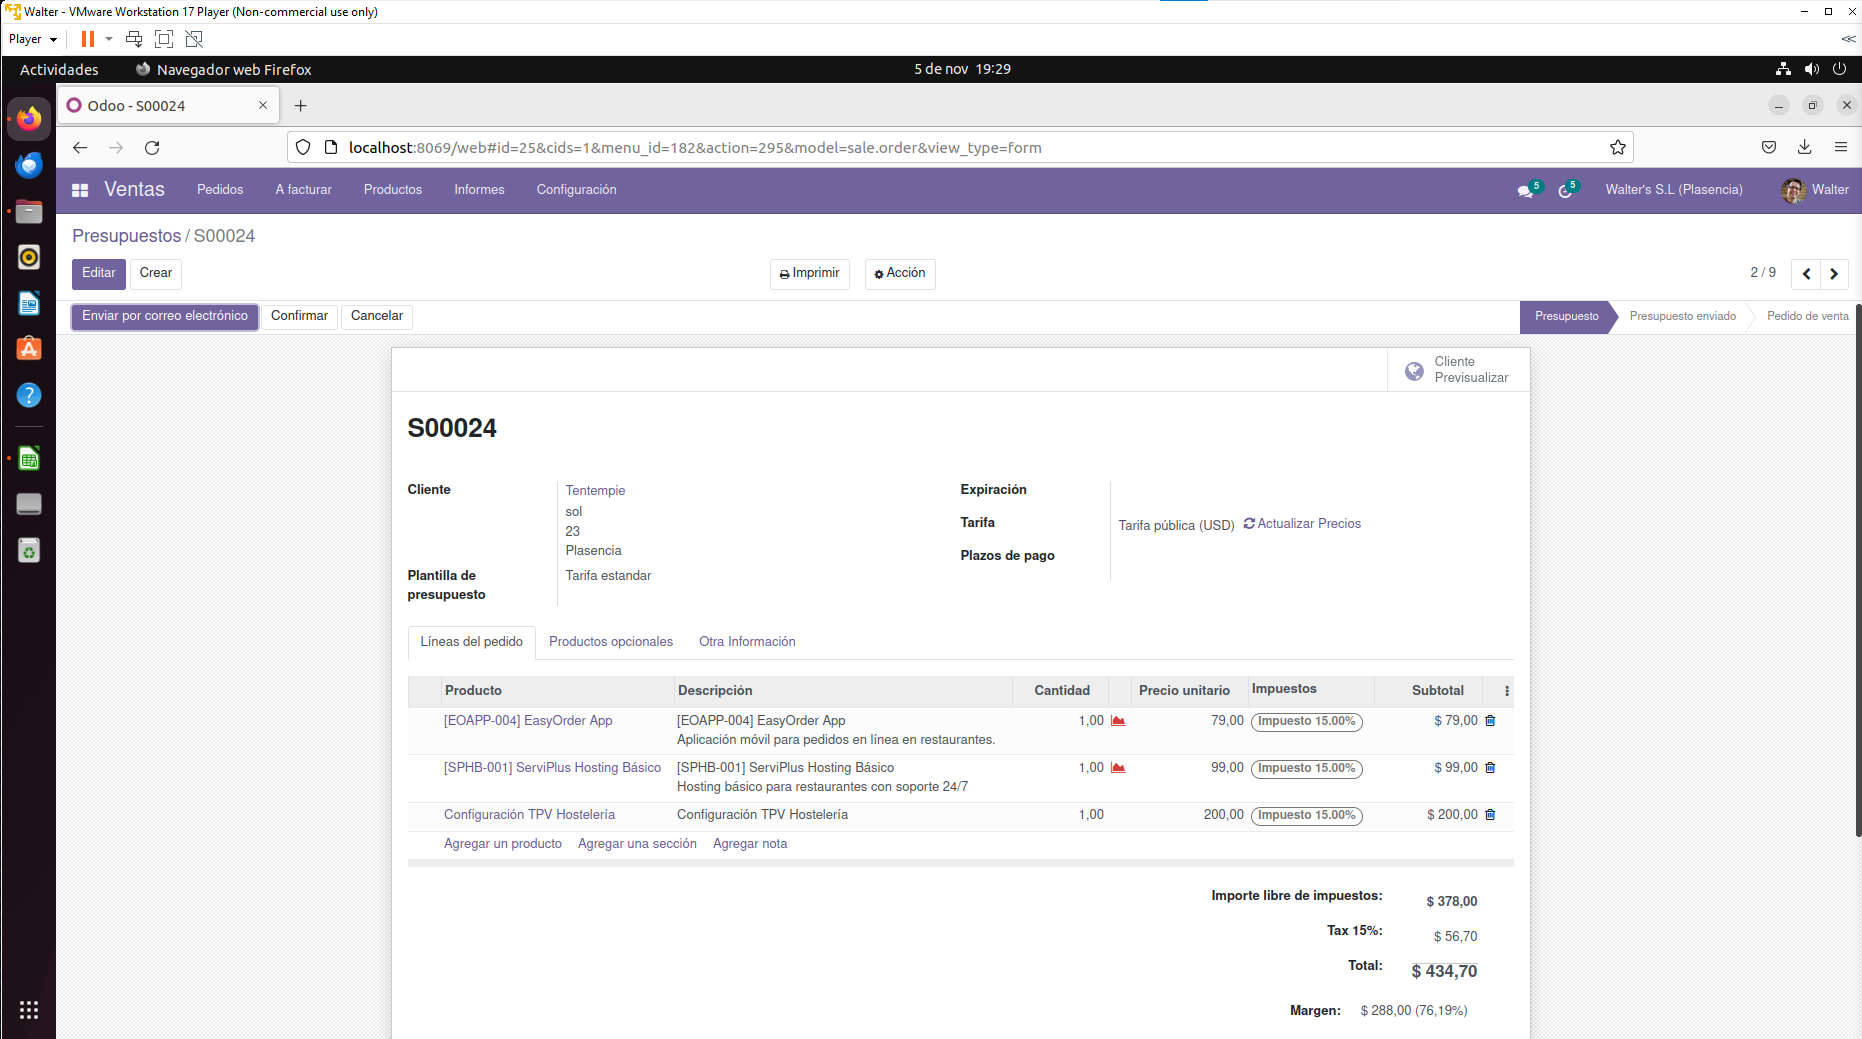 Walter - VMware Workstation 17 Player (Non-commercial use only)
Player
Actividades
Navegador web Firefox
5 de nov 19:29
Odoo - S00024
localhost:8069/web#id=25&cids=1&menu_id=182&action=295&model=sale.order&view_type=form
Ventas
Pedidos
A facturar
Productos
Informes
Configuración
5
5
Walter's S.L (Plasencia)
Walter
Presupuestos / S00024
Editar
Crear
Imprimir
Acción
2 / 9
Enviar por correo electrónico
Confirmar
Cancelar
Presupuesto
Presupuesto enviado
Pedido de venta
Cliente
Previsualizar
S00024
Cliente
Tentempie
sol
23
Plasencia
Plantilla de
presupuesto
Tarifa estandar
Expiración
Tarifa
Tarifa pública (USD)
Actualizar Precios
Plazos de pago
Líneas del pedido
Productos opcionales
Otra Información
Producto
Descripción
Cantidad
Precio unitario
Impuestos
Subtotal
[EOAPP-004] EasyOrder App
[EOAPP-004] EasyOrder App
Aplicación móvil para pedidos en línea en restaurantes.
1,00
79,00
Impuesto 15.00%
$ 79,00
[SPHB-001] ServiPlus Hosting Básico
[SPHB-001] ServiPlus Hosting Básico
Hosting básico para restaurantes con soporte 24/7
1,00
99,00
Impuesto 15.00%
$ 99,00
Configuración TPV Hostelería
Configuración TPV Hostelería
1,00
200,00
Impuesto 15.00%
$ 200,00
Agregar un producto
Agregar una sección
Agregar nota
Importe libre de impuestos:
$ 378,00
Tax 15%:
$ 56,70
Total:
$ 434,70
Margen:
$ 288,00 (76,19%)